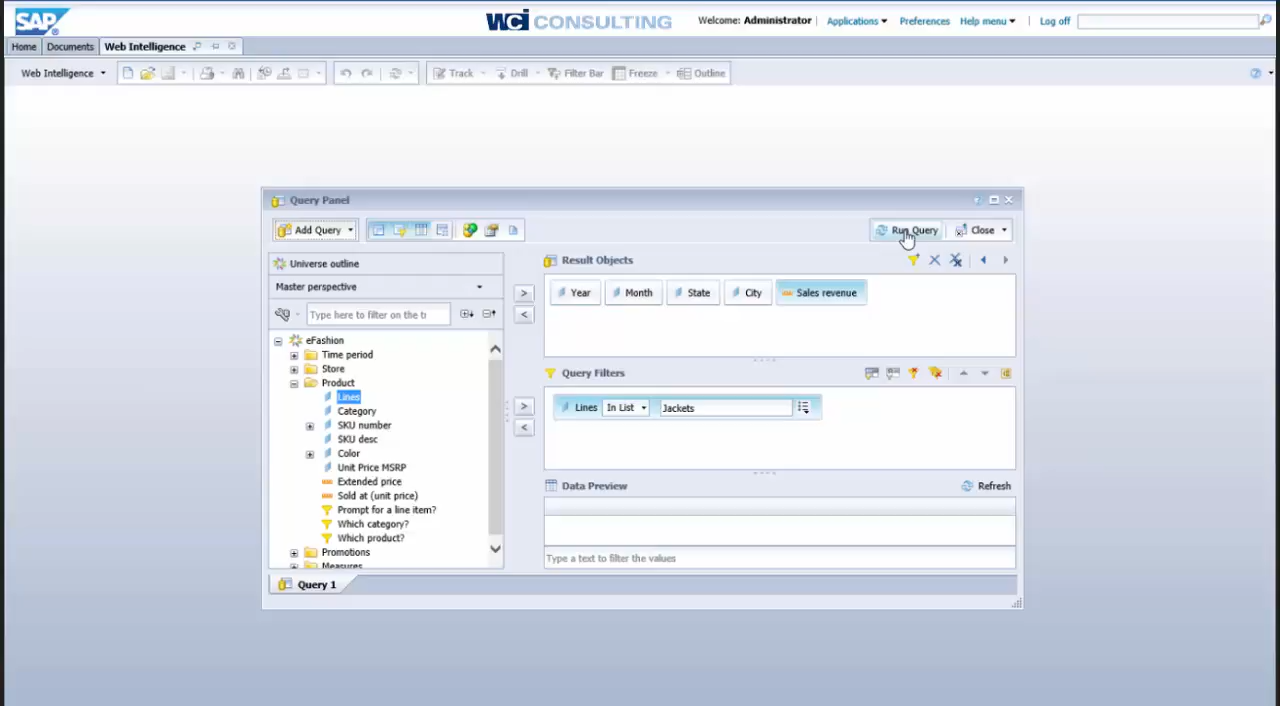 SAP
WCI CONSULTING
Welcome: Administrator
Applications
Preferences
Help menu
Log off
Home
Documents
Web Intelligence
Web Intelligence
Track
Drill
Filter Bar
Freeze
Outline
Query Panel
Add Query
Run Query
Close
Universe outline
Master perspective
Type here to filter on the tr
eFashion
Time period
Store
Product
Lines
Category
SKU number
SKU desc
Color
Unit Price MSRP
Extended price
Sold at (unit price)
Prompt for a line item?
Which category?
Which product?
Promotions
Measures
Result Objects
Year
Month
State
City
Sales revenue
Query Filters
Lines In List Jackets
Data Preview
Refresh
Type a text to filter the values
Query 1